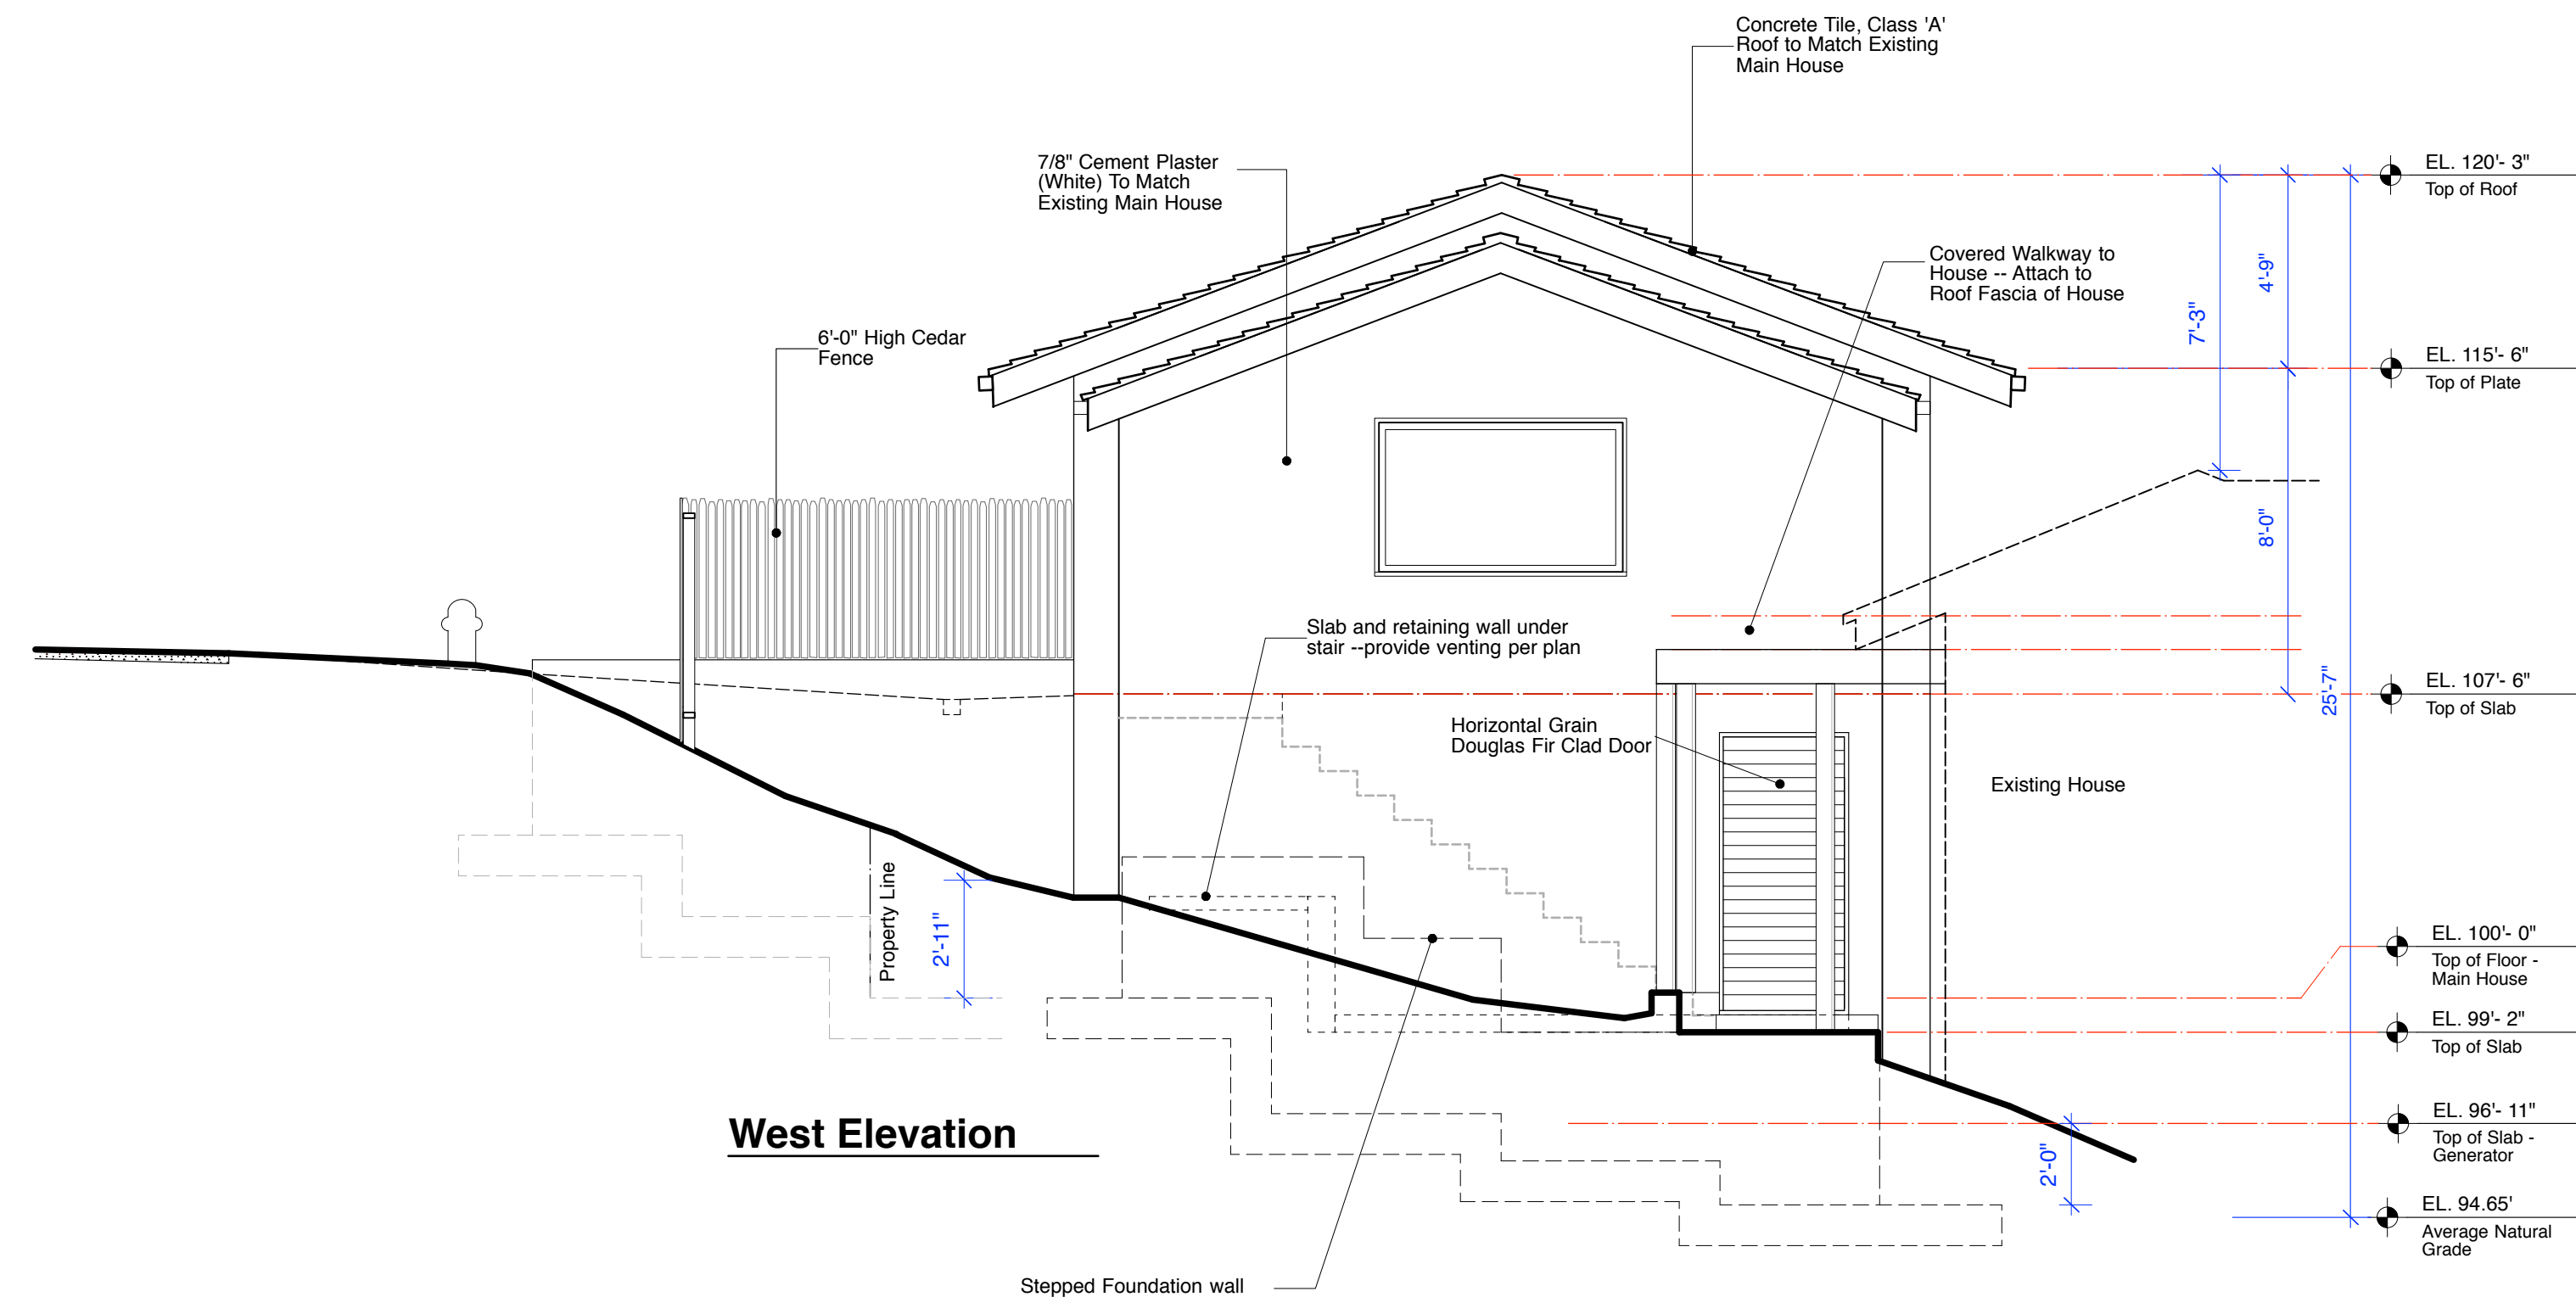 Concrete Tile, Class 'A'
Roof to Match Existing
Main House
7/8" Cement Plaster
(White) To Match
Existing Main House
EL. 120'- 3"
Top of Roof
Covered Walkway to
House -- Attach to
Roof Fascia of House
4'-9"
7'-3"
6'-0" High Cedar
Fence
EL. 115'- 6"
Top of Plate
8'-0"
Slab and retaining wall under
stair --provide venting per plan
25'-7"
EL. 107'- 6"
Top of Slab
Horizontal Grain
Douglas Fir Clad Door
Existing House
Property Line
2'-11"
EL. 100'- 0"
Top of Floor -
Main House
EL. 99'- 2"
Top of Slab
West Elevation
EL. 96'- 11"
Top of Slab -
Generator
2'-0"
EL. 94.65'
Average Natural
Grade
Stepped Foundation wall